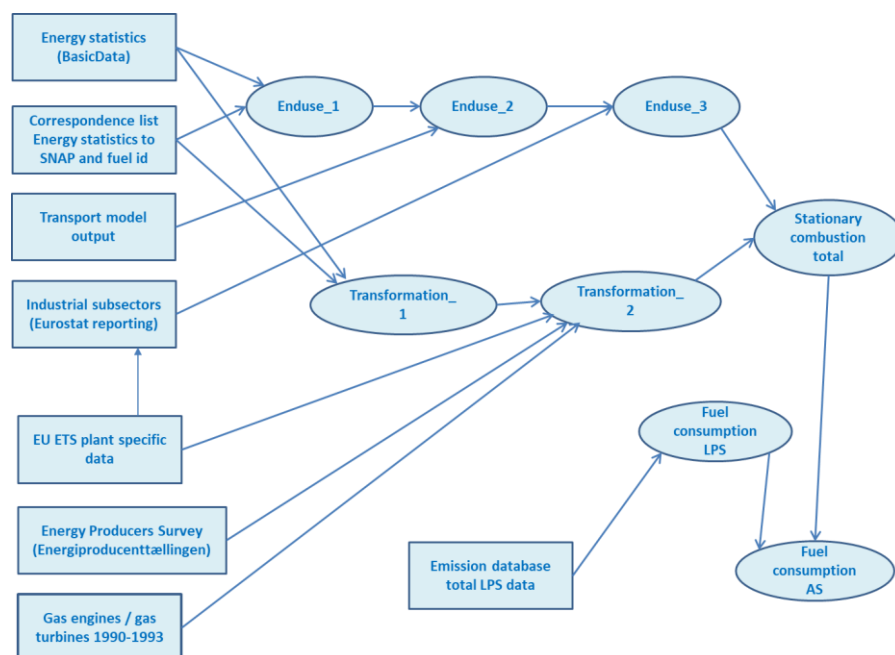 Energy statistics
(BasicData)
Enduse_1
Enduse_2
Enduse_3
Correspondence list
Energy statistics to
SNAP and fuel id
Transport model
output
Stationary
combustion
total
Industrial subsectors
(Eurostat reporting)
Transformation_
1
Transformation_
2
EU ETS plant specific
data
Fuel
consumption
LPS
Energy Producers Survey
(Energiproducenttællingen)
Emission database
total LPS data
Fuel
consumption
AS
Gas engines / gas
turbines 1990-1993